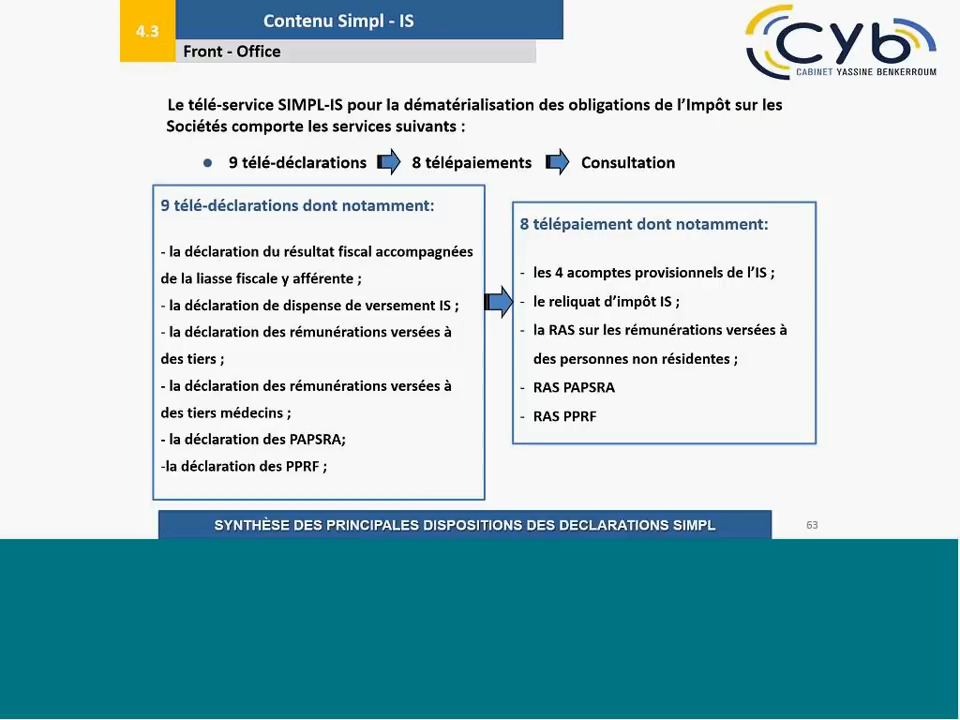 4.3
Contenu Simpl - IS
Front - Office
CYb
CABINET YASSINE BENKERROUM
Le télé-service SIMPL-IS pour la dématérialisation des obligations de l'Impôt sur les
Sociétés comporte les services suivants :
● 9 télé-déclarations 8 télépaiements Consultation
9 télé-déclarations dont notamment:
- la déclaration du résultat fiscal accompagnées
de la liasse fiscale y afférente ;
- la déclaration de dispense de versement IS ;
- la déclaration des rémunérations versées à
des tiers ;
- la déclaration des rémunérations versées à
des tiers médecins ;
- la déclaration des PAPSRA;
-la déclaration des PPRF ;
8 télépaiement dont notamment:
- les 4 acomptes provisionnels de l'IS ;
- le reliquat d'impôt IS ;
- la RAS sur les rémunérations versées à
des personnes non résidentes ;
- RAS PAPSRA
- RAS PPRF
SYNTHÈSE DES PRINCIPALES DISPOSITIONS DES DECLARATIONS SIMPL
63